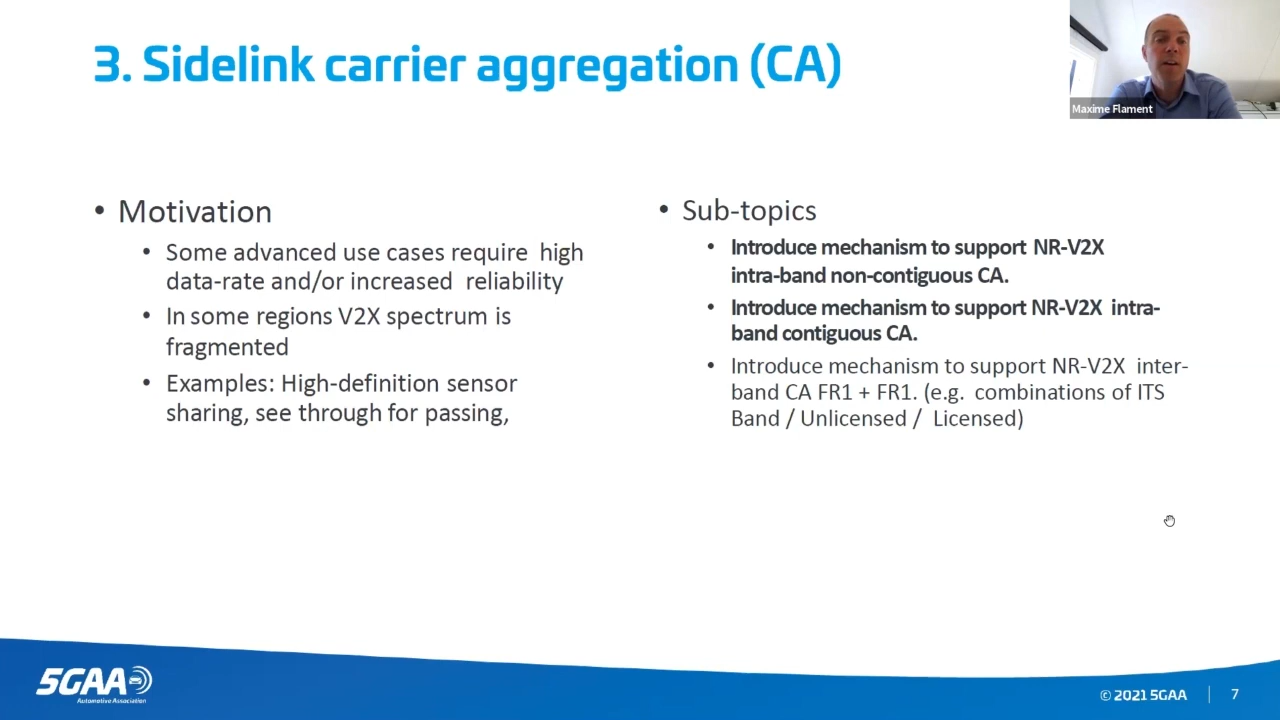 3. Sidelink carrier aggregation (CA)
Maxime Flament
• Motivation
• Some advanced use cases require high
data-rate and/or increased reliability
• In some regions V2X spectrum is
fragmented
• Examples: High-definition sensor
sharing, see through for passing,
• Sub-topics
• Introduce mechanism to support NR-V2X
intra-band non-contiguous CA.
• Introduce mechanism to support NR-V2X intra-
band contiguous CA.
• Introduce mechanism to support NR-V2X inter-
band CA FR1 + FR1. (e.g. combinations of ITS
Band / Unlicensed / Licensed)
5GAA
Automotive Association
© 2021 5GAA | 7